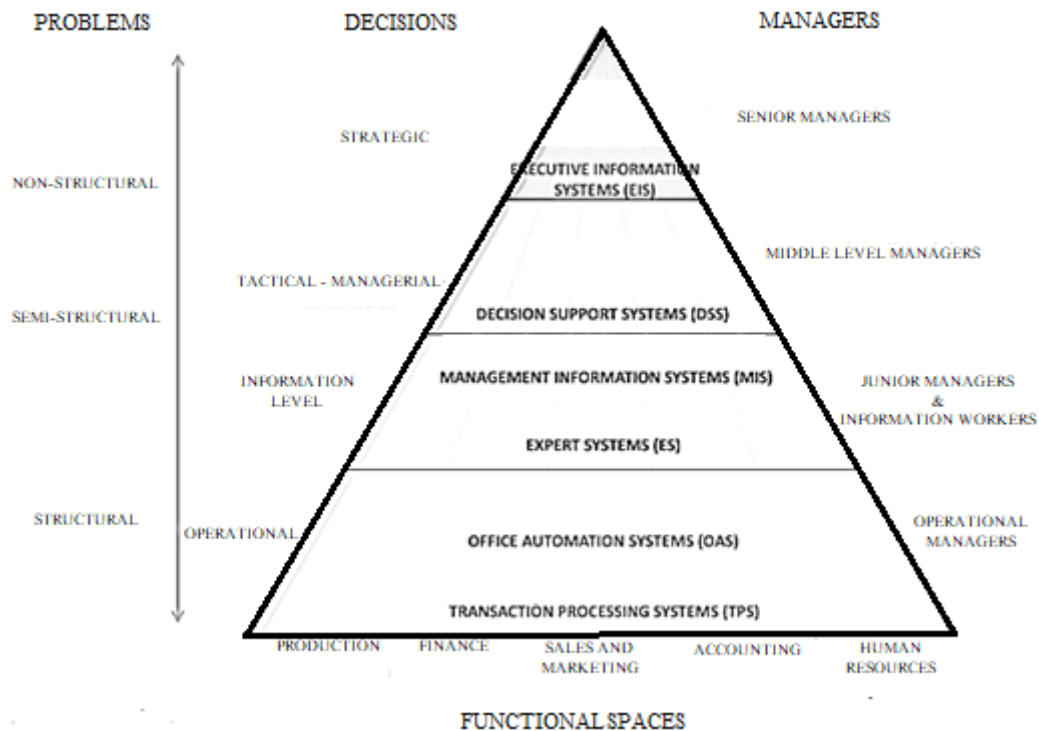 PROBLEMS
DECISIONS
MANAGERS
STRATEGIC
SENIOR MANAGERS
NON-STRUCTURAL
EXECUTIVE INFORMATION
SYSTEMS (EIS)
MIDDLE LEVEL MANAGERS
TACTICAL - MANAGERIAL
SEMI-STRUCTURAL
DECISION SUPPORT SYSTEMS (DSS)
INFORMATION
LEVEL
MANAGEMENT INFORMATION SYSTEMS (MIS)
JUNIOR MANAGERS
&
INFORMATION WORKERS
EXPERT SYSTEMS (ES)
STRUCTURAL
OPERATIONAL
OFFICE AUTOMATION SYSTEMS (OAS)
OPERATIONAL
MANAGERS
TRANSACTION PROCESSING SYSTEMS (TPS)
PRODUCTION
FINANCE
SALES AND
MARKETING
ACCOUNTING
HUMAN
RESOURCES
FUNCTIONAL SPACES